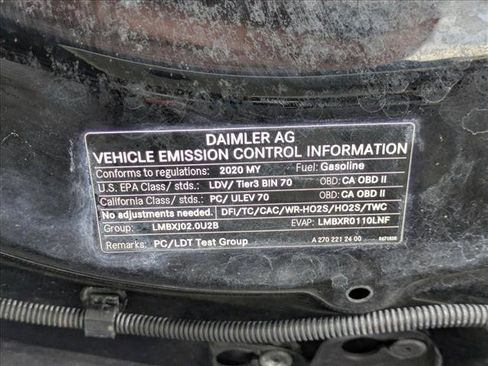 DAIMLER AG
VEHICLE EMISSION CONTROL INFORMATION
Conforms to regulations: 2020 MY Fuel: Gasoline
U.S. EPA Class/ stds.: LDV/ Tier3 BIN 70 OBD: CA OBD II
California Class/ stds.: PC/ ULEV 70 OBD: CA OBD II
No adjustments needed. DFI/TC/CAC/WR-HO2S/HO2S/TWC
Group: LMBXJ02.0U2B EVAP: LMBXR0110LNF
Remarks: PC/LDT Test Group A 270 221 24 00